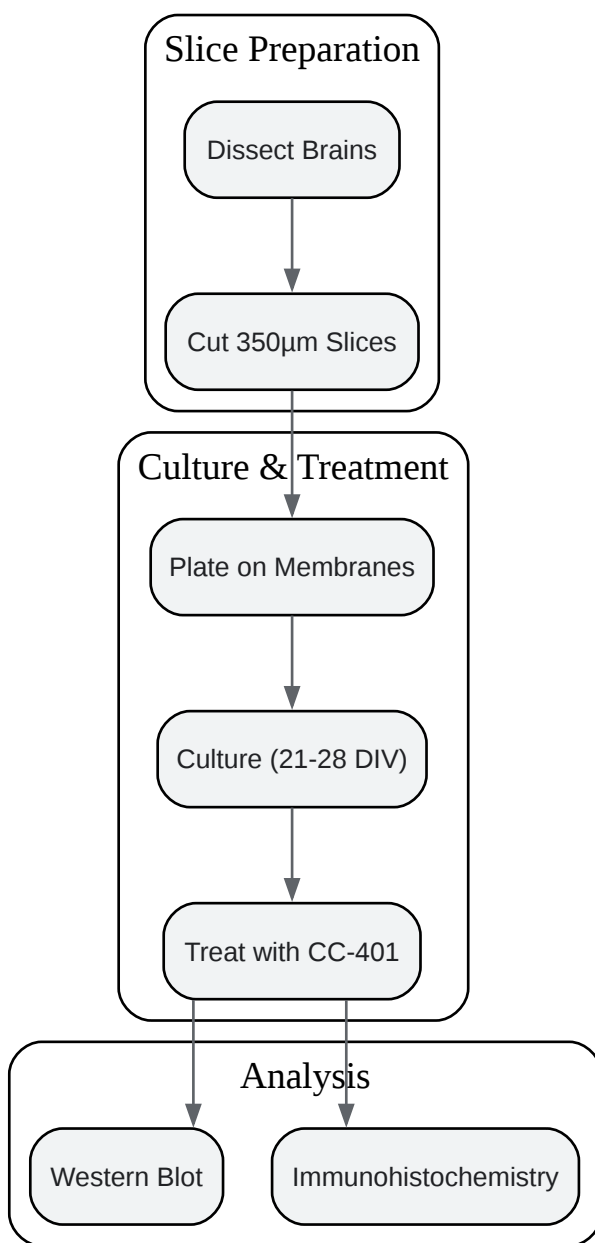 Slice Preparation
Dissect Brains
Cut 350µm Slices
Culture & Treatment
Plate on Membranes
Culture (21-28 DIV)
Treat with CC-401
Analysis
Western Blot
Immunohistochemistry